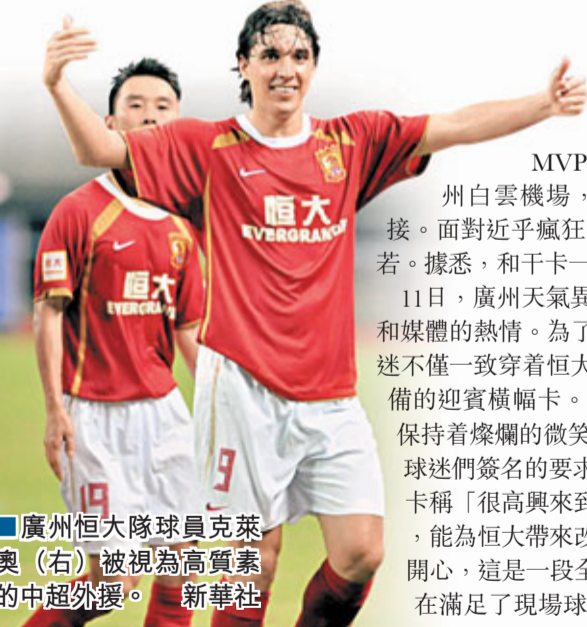 MVP
州白雲機場，
接。面對近乎瘋狂
若。據悉，和干卡一
11日，廣州天氣異
和媒體的熱情。為了
迷不僅一致穿着恒大
備的迎賓橫幅卡。
保持着燦爛的微笑
球迷們簽名的要求
卡稱「很高興來到
，能為恒大帶來改
開心，這是一段全
在滿足了現場球
恒大
EVERGRAN
恒大
EVERGRA
9
19
■廣州恒大隊球員克萊
奧（右）被視為高質素
的中超外援。 新華社